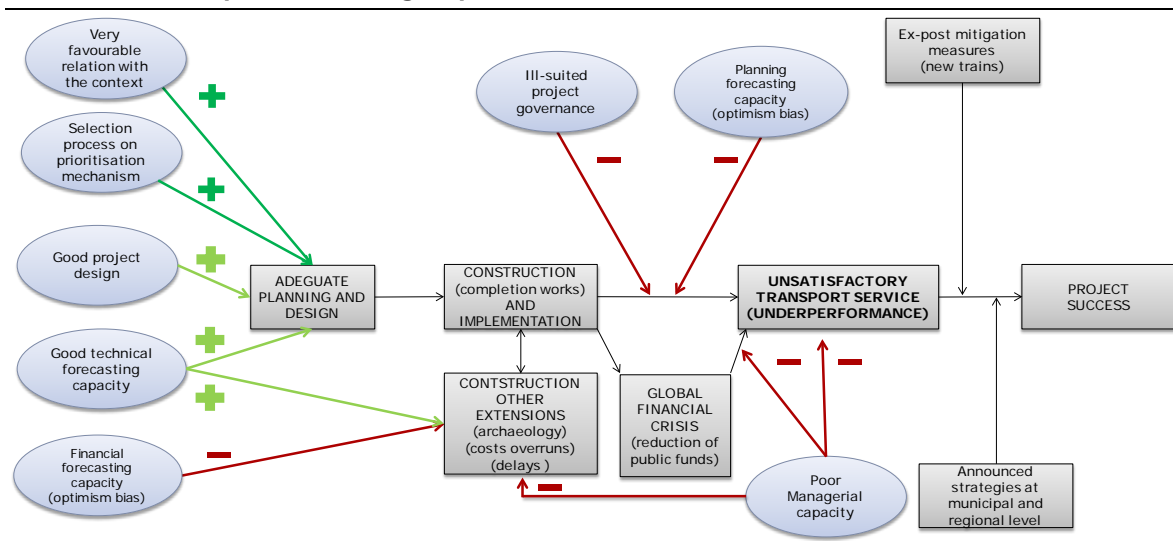 Very
favourable
relation with
the context
Selection
process on
prioritisation
mechanism
Good project
design
Good technical
forecasting
capacity
Financial
forecasting
capacity
(optimism bias)
ADEGUATE
PLANNING AND
DESIGN
CONSTRUCTION
(completion works)
AND
IMPLEMENTATION
CONTSTRUCTION
OTHER
EXTENSIONS
(archaeology)
(costs overruns)
(delays )
Ill-suited
project
governance
Planning
forecasting
capacity
(optimism bias)
GLOBAL
FINANCIAL
CRISIS
(reduction of
public funds)
UNSATISFACTORY
TRANSPORT SERVICE
(UNDERPERFORMANCE)
Poor
Managerial
capacity
Ex-post mitigation
measures
(new trains)
PROJECT
SUCCESS
Announced
strategies at
municipal and
regional level